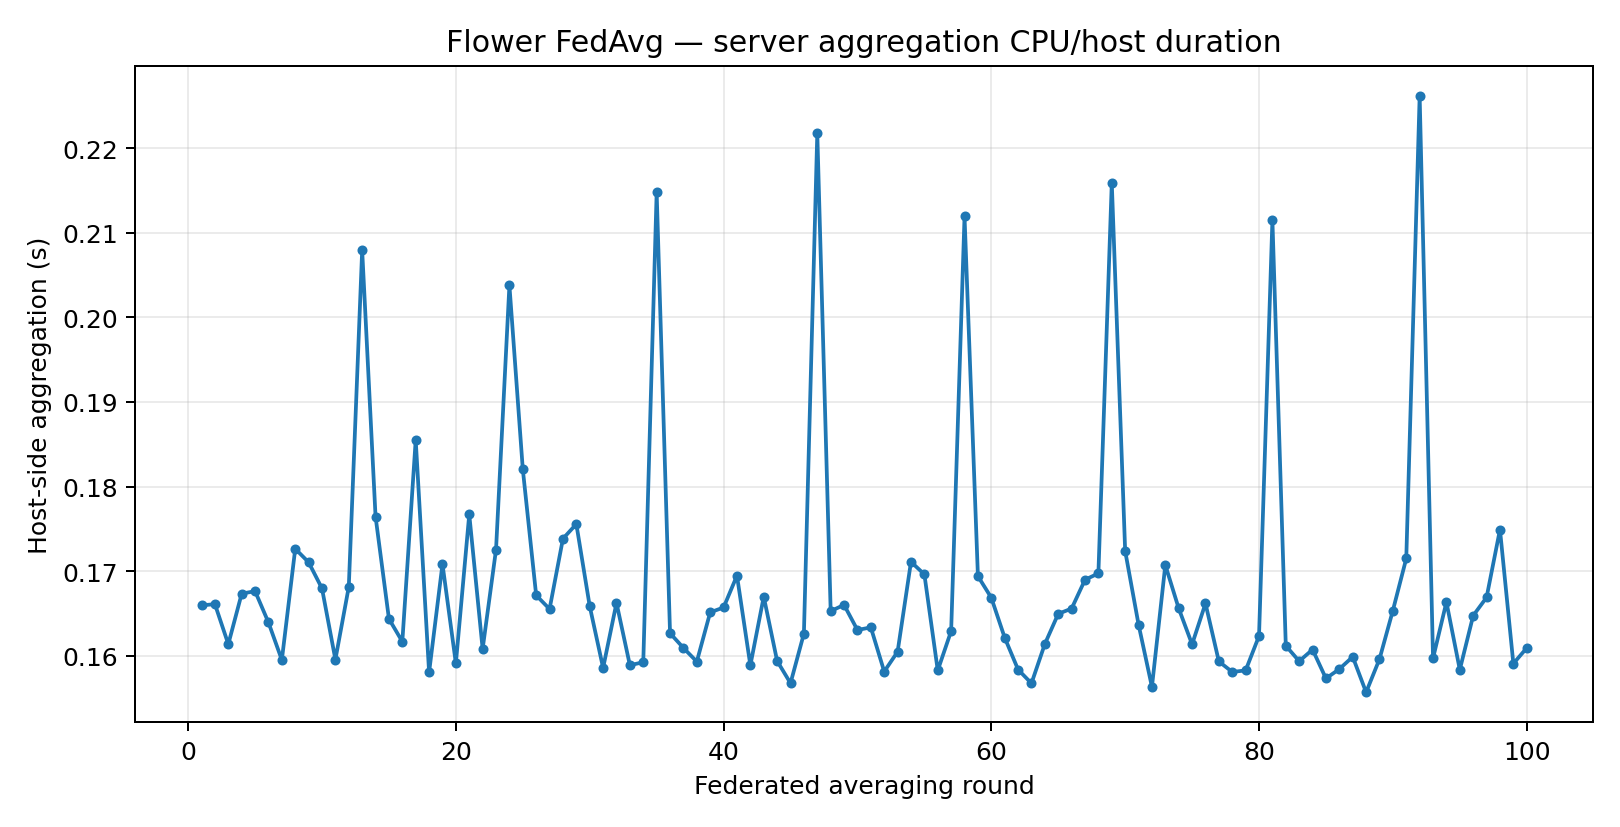 Flower FedAvg — server aggregation CPU/host duration
Host-side aggregation (s)
0.22
0.21
0.20
0.19
0.18
0.17
0.16
0 20 40 60 80 100
Federated averaging round